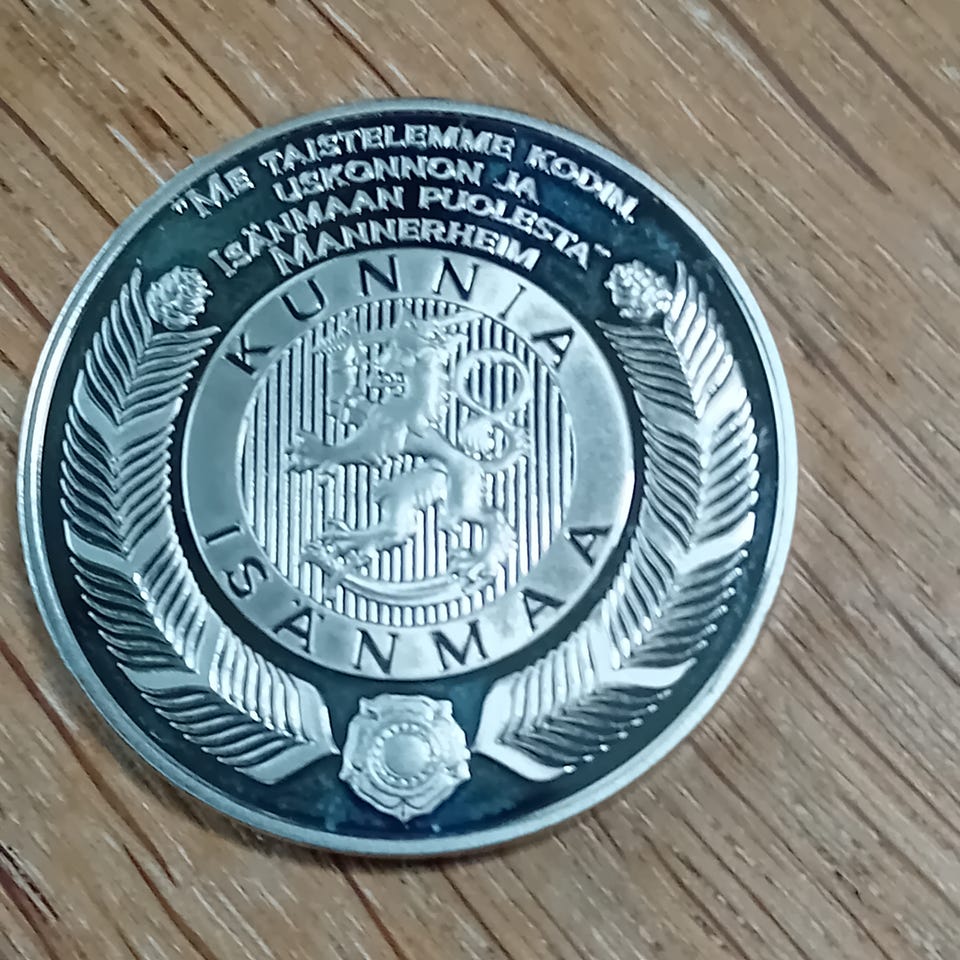 "ME TAISTELEMME KODIN,
USKONNON JA
ISÄNMAAN PUOLESTA"
MANNERHEIM
KUNNIA
ISÄNMAA